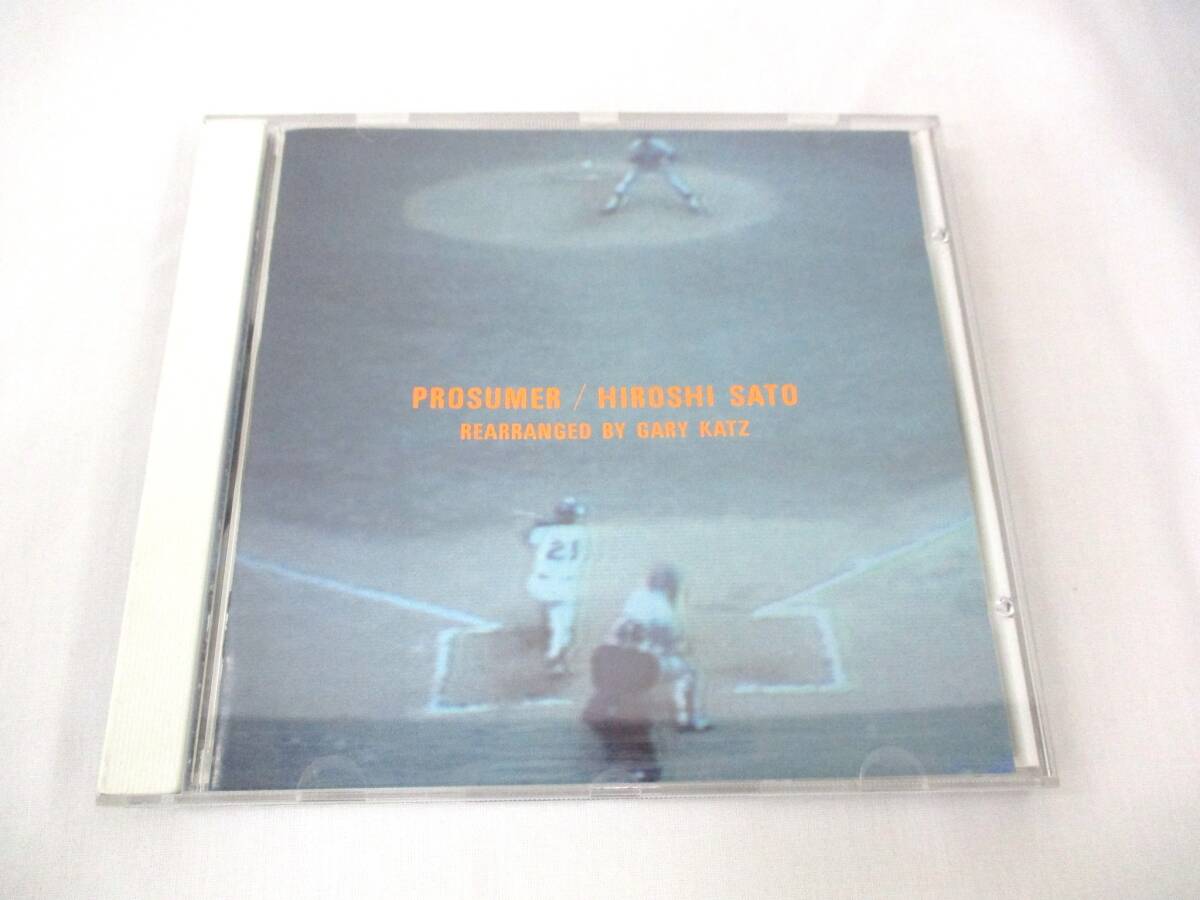 PROSUMER / HIROSHI SATO
REARRANGED BY GARY KATZ
21